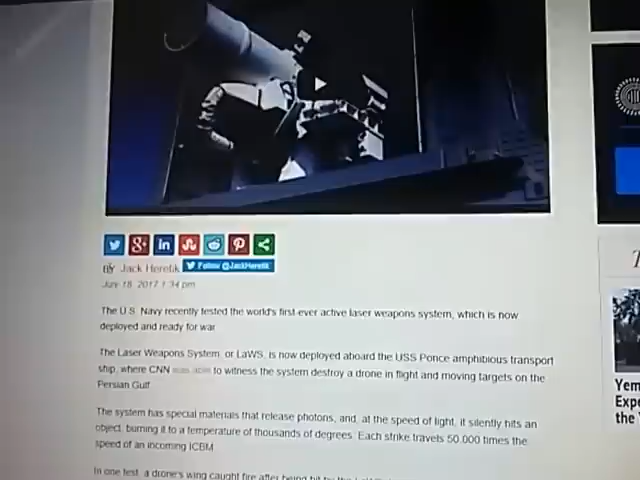 BY Jack Heretik Follow @JackHeretik
July 18, 2017 1:34 pm
The U.S. Navy recently tested the world's first-ever active laser weapons system, which is now
deployed and ready for war.
The Laser Weapons System, or LaWS, is now deployed aboard the USS Ponce amphibious transport
ship, where CNN was able to witness the system destroy a drone in flight and moving targets on the
Persian Gulf.
The system has special materials that release photons, and, at the speed of light, it silently hits an
object, burning it to a temperature of thousands of degrees. Each strike travels 50,000 times the
speed of an incoming ICBM.
In one test, a drone's wing caught fire after being hit by the
Yem
Expe
the